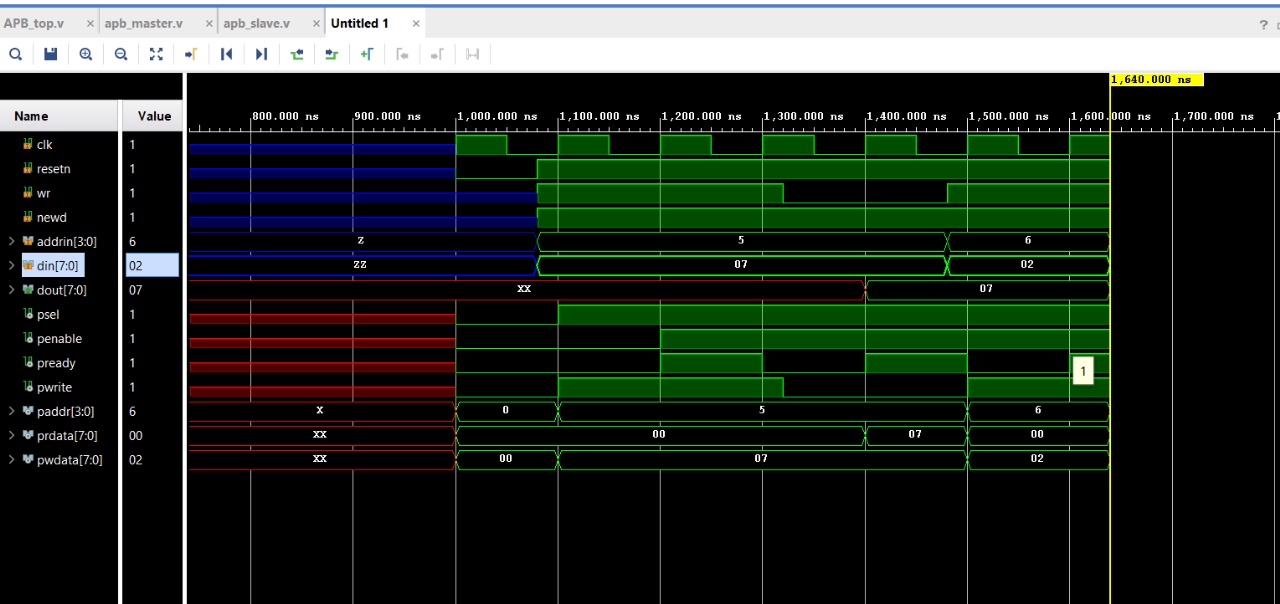 APB_top.v × apb_master.v × apb_slave.v × Untitled 1 × ?
1,640.000 ns
Name Value
800.000 ns 900.000 ns 1,000.000 ns 1,100.000 ns 1,200.000 ns 1,300.000 ns 1,400.000 ns 1,500.000 ns 1,600.000 ns 1,700.000 ns
clk 1
resetn 1
wr 1
newd 1
addrin[3:0] 6 Z 5 6
din[7:0] 02 ZZ 07 02
dout[7:0] 07 XX 07
psel 1
penable 1
pready 1 1
pwrite 1
paddr[3:0] 6 X 0 5 6
prdata[7:0] 00 XX 00 07 00
pwdata[7:0] 02 XX 00 07 02